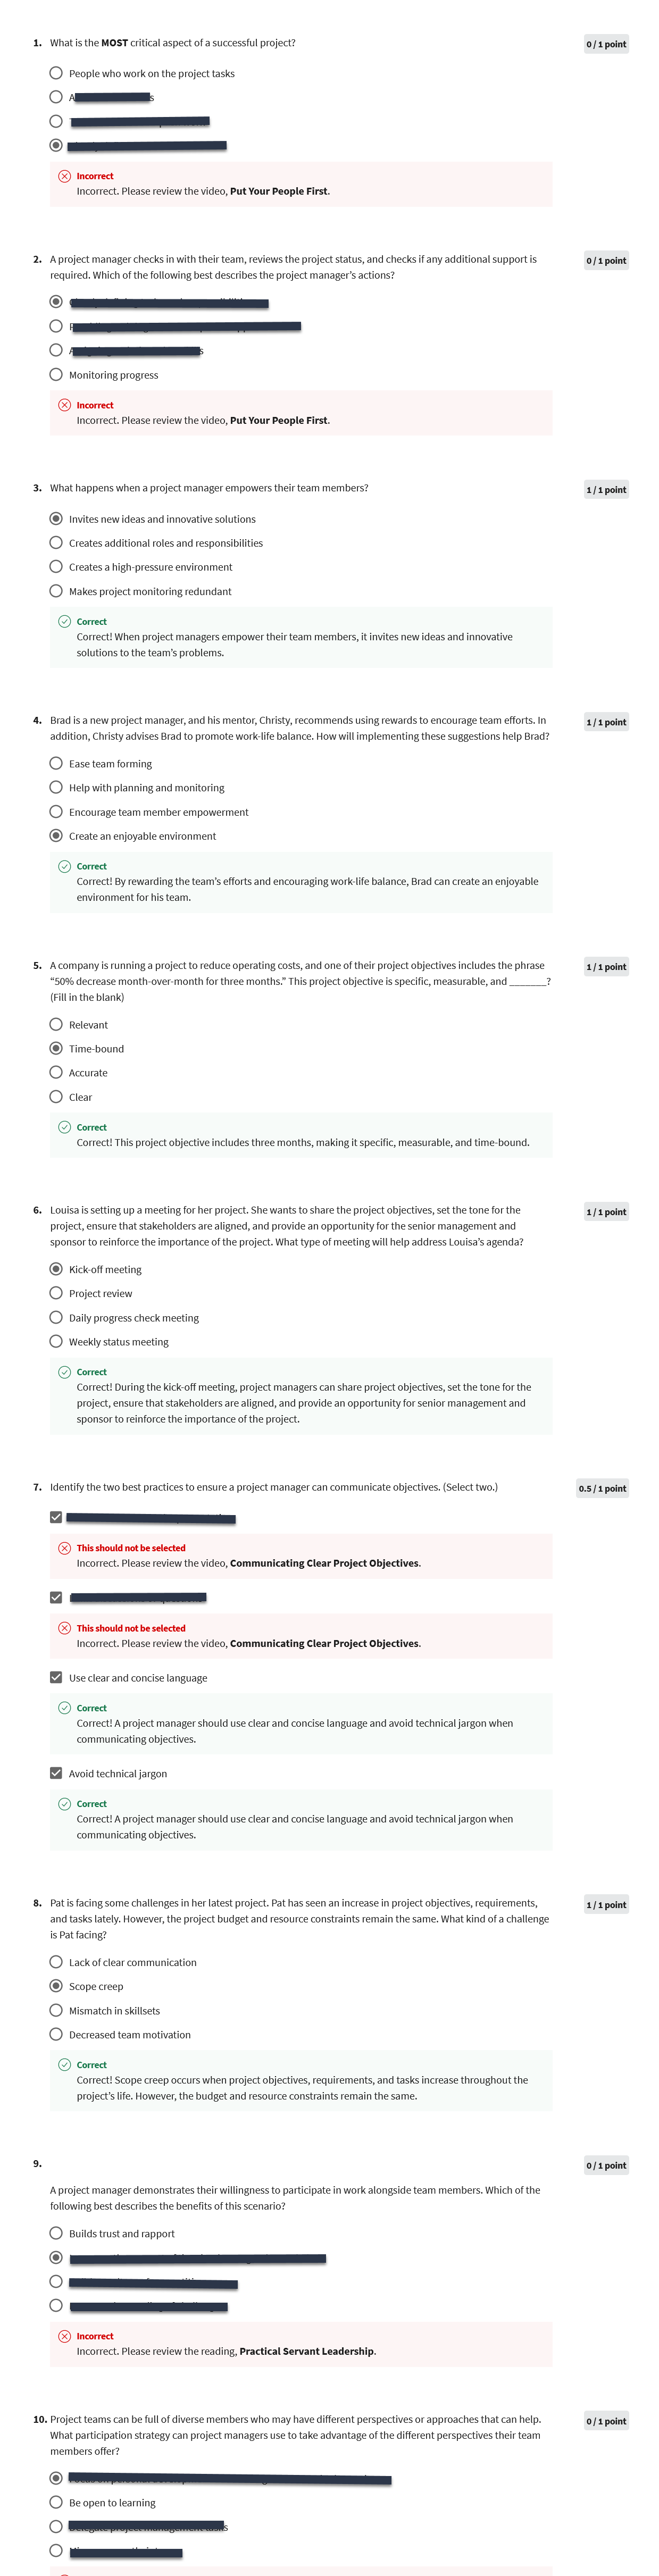 1. What is the MOST critical aspect of a successful project?
0 / 1 point
People who work on the project tasks
Incorrect
Incorrect. Please review the video, Put Your People First.
2. A project manager checks in with their team, reviews the project status, and checks if any additional support is
required. Which of the following best describes the project manager's actions?
0 / 1 point
Monitoring progress
Incorrect
Incorrect. Please review the video, Put Your People First.
3. What happens when a project manager empowers their team members?
1 / 1 point
Invites new ideas and innovative solutions
Creates additional roles and responsibilities
Creates a high-pressure environment
Makes project monitoring redundant
Correct
Correct! When project managers empower their team members, it invites new ideas and innovative
solutions to the team's problems.
4. Brad is a new project manager, and his mentor, Christy, recommends using rewards to encourage team efforts. In
addition, Christy advises Brad to promote work-life balance. How will implementing these suggestions help Brad?
1 / 1 point
Ease team forming
Help with planning and monitoring
Encourage team member empowerment
Create an enjoyable environment
Correct
Correct! By rewarding the team's efforts and encouraging work-life balance, Brad can create an enjoyable
environment for his team.
5. A company is running a project to reduce operating costs, and one of their project objectives includes the phrase
“50% decrease month-over-month for three months.” This project objective is specific, measurable, and _______?
(Fill in the blank)
1 / 1 point
Relevant
Time-bound
Accurate
Clear
Correct
Correct! This project objective includes three months, making it specific, measurable, and time-bound.
6. Louisa is setting up a meeting for her project. She wants to share the project objectives, set the tone for the
project, ensure that stakeholders are aligned, and provide an opportunity for the senior management and
sponsor to reinforce the importance of the project. What type of meeting will help address Louisa's agenda?
1 / 1 point
Kick-off meeting
Project review
Daily progress check meeting
Weekly status meeting
Correct
Correct! During the kick-off meeting, project managers can share project objectives, set the tone for the
project, ensure that stakeholders are aligned, and provide an opportunity for senior management and
sponsor to reinforce the importance of the project.
7. Identify the two best practices to ensure a project manager can communicate objectives. (Select two.)
0.5 / 1 point
This should not be selected
Incorrect. Please review the video, Communicating Clear Project Objectives.
This should not be selected
Incorrect. Please review the video, Communicating Clear Project Objectives.
Use clear and concise language
Correct
Correct! A project manager should use clear and concise language and avoid technical jargon when
communicating objectives.
Avoid technical jargon
Correct
Correct! A project manager should use clear and concise language and avoid technical jargon when
communicating objectives.
8. Pat is facing some challenges in her latest project. Pat has seen an increase in project objectives, requirements,
and tasks lately. However, the project budget and resource constraints remain the same. What kind of a challenge
is Pat facing?
1 / 1 point
Lack of clear communication
Scope creep
Mismatch in skillsets
Decreased team motivation
Correct
Correct! Scope creep occurs when project objectives, requirements, and tasks increase throughout the
project's life. However, the budget and resource constraints remain the same.
9.
0 / 1 point
A project manager demonstrates their willingness to participate in work alongside team members. Which of the
following best describes the benefits of this scenario?
Builds trust and rapport
Incorrect
Incorrect. Please review the reading, Practical Servant Leadership.
10. Project teams can be full of diverse members who may have different perspectives or approaches that can help.
What participation strategy can project managers use to take advantage of the different perspectives their team
members offer?
0 / 1 point
Be open to learning